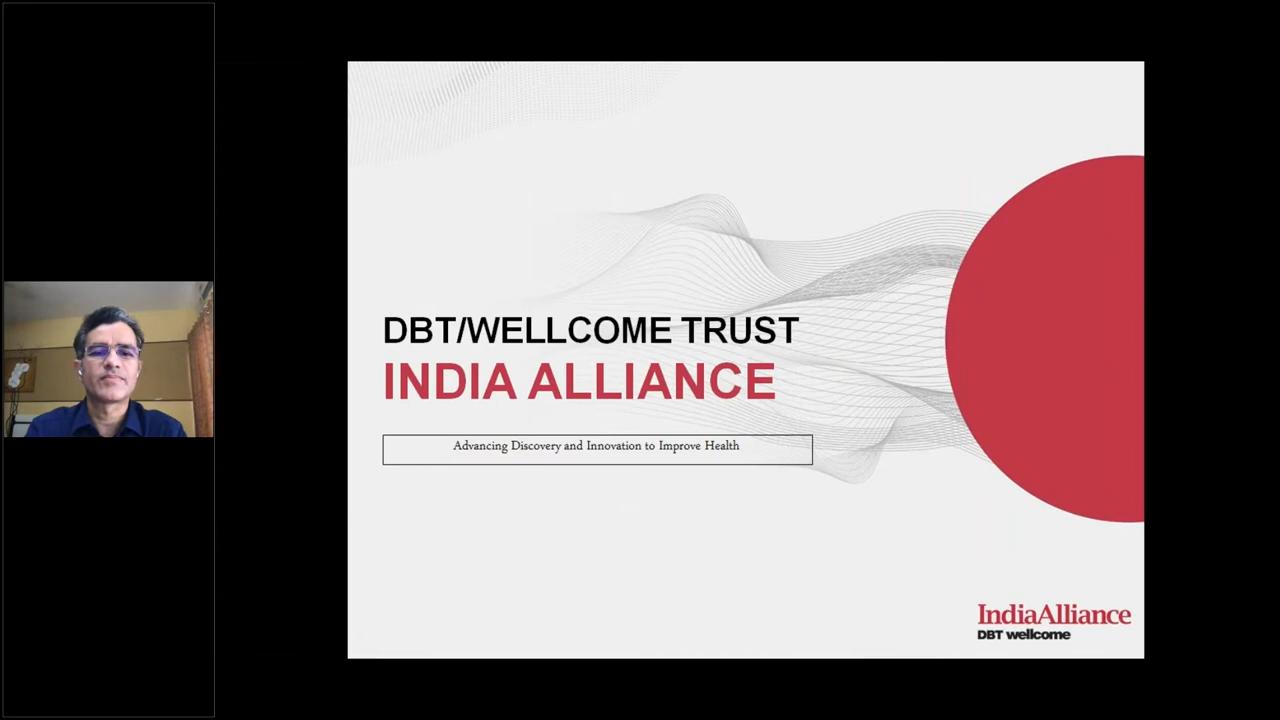 DBT/WELLCOME TRUST
INDIA ALLIANCE
Advancing Discovery and Innovation to Improve Health
IndiaAlliance
DBT wellcome